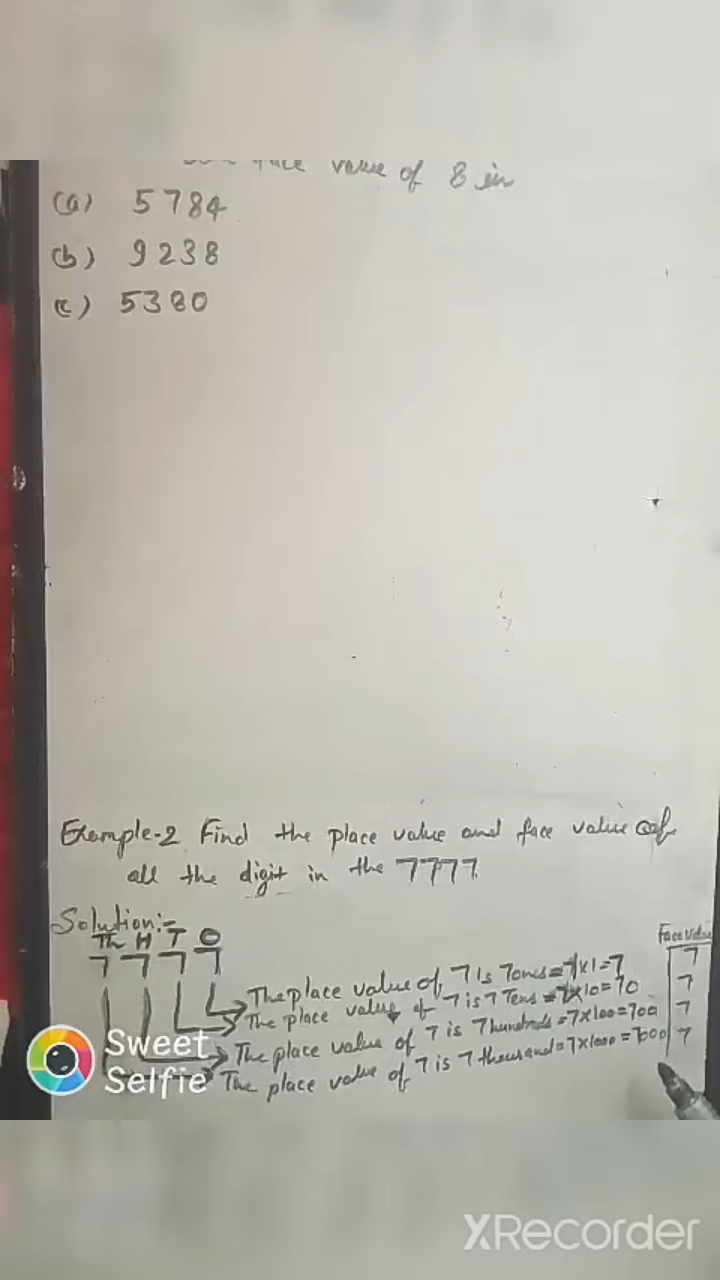 face value of 8 in
(a) 5784
(b) 9238
(c) 5380
Example-2 Find the place value and face value of
all the digit in the 7777.
Solution:-
Th H T O
7 7 7 7
Face value
The place value of 7 is 7ones=7x1=7 7
The place value of 7 is 7 Tens =7x10=70 7
The place value of 7 is 7hundreds=7x100=700 7
The place value of 7 is 7 thousand=7x1000=7000 7
Sweet
Selfie
XRecorder